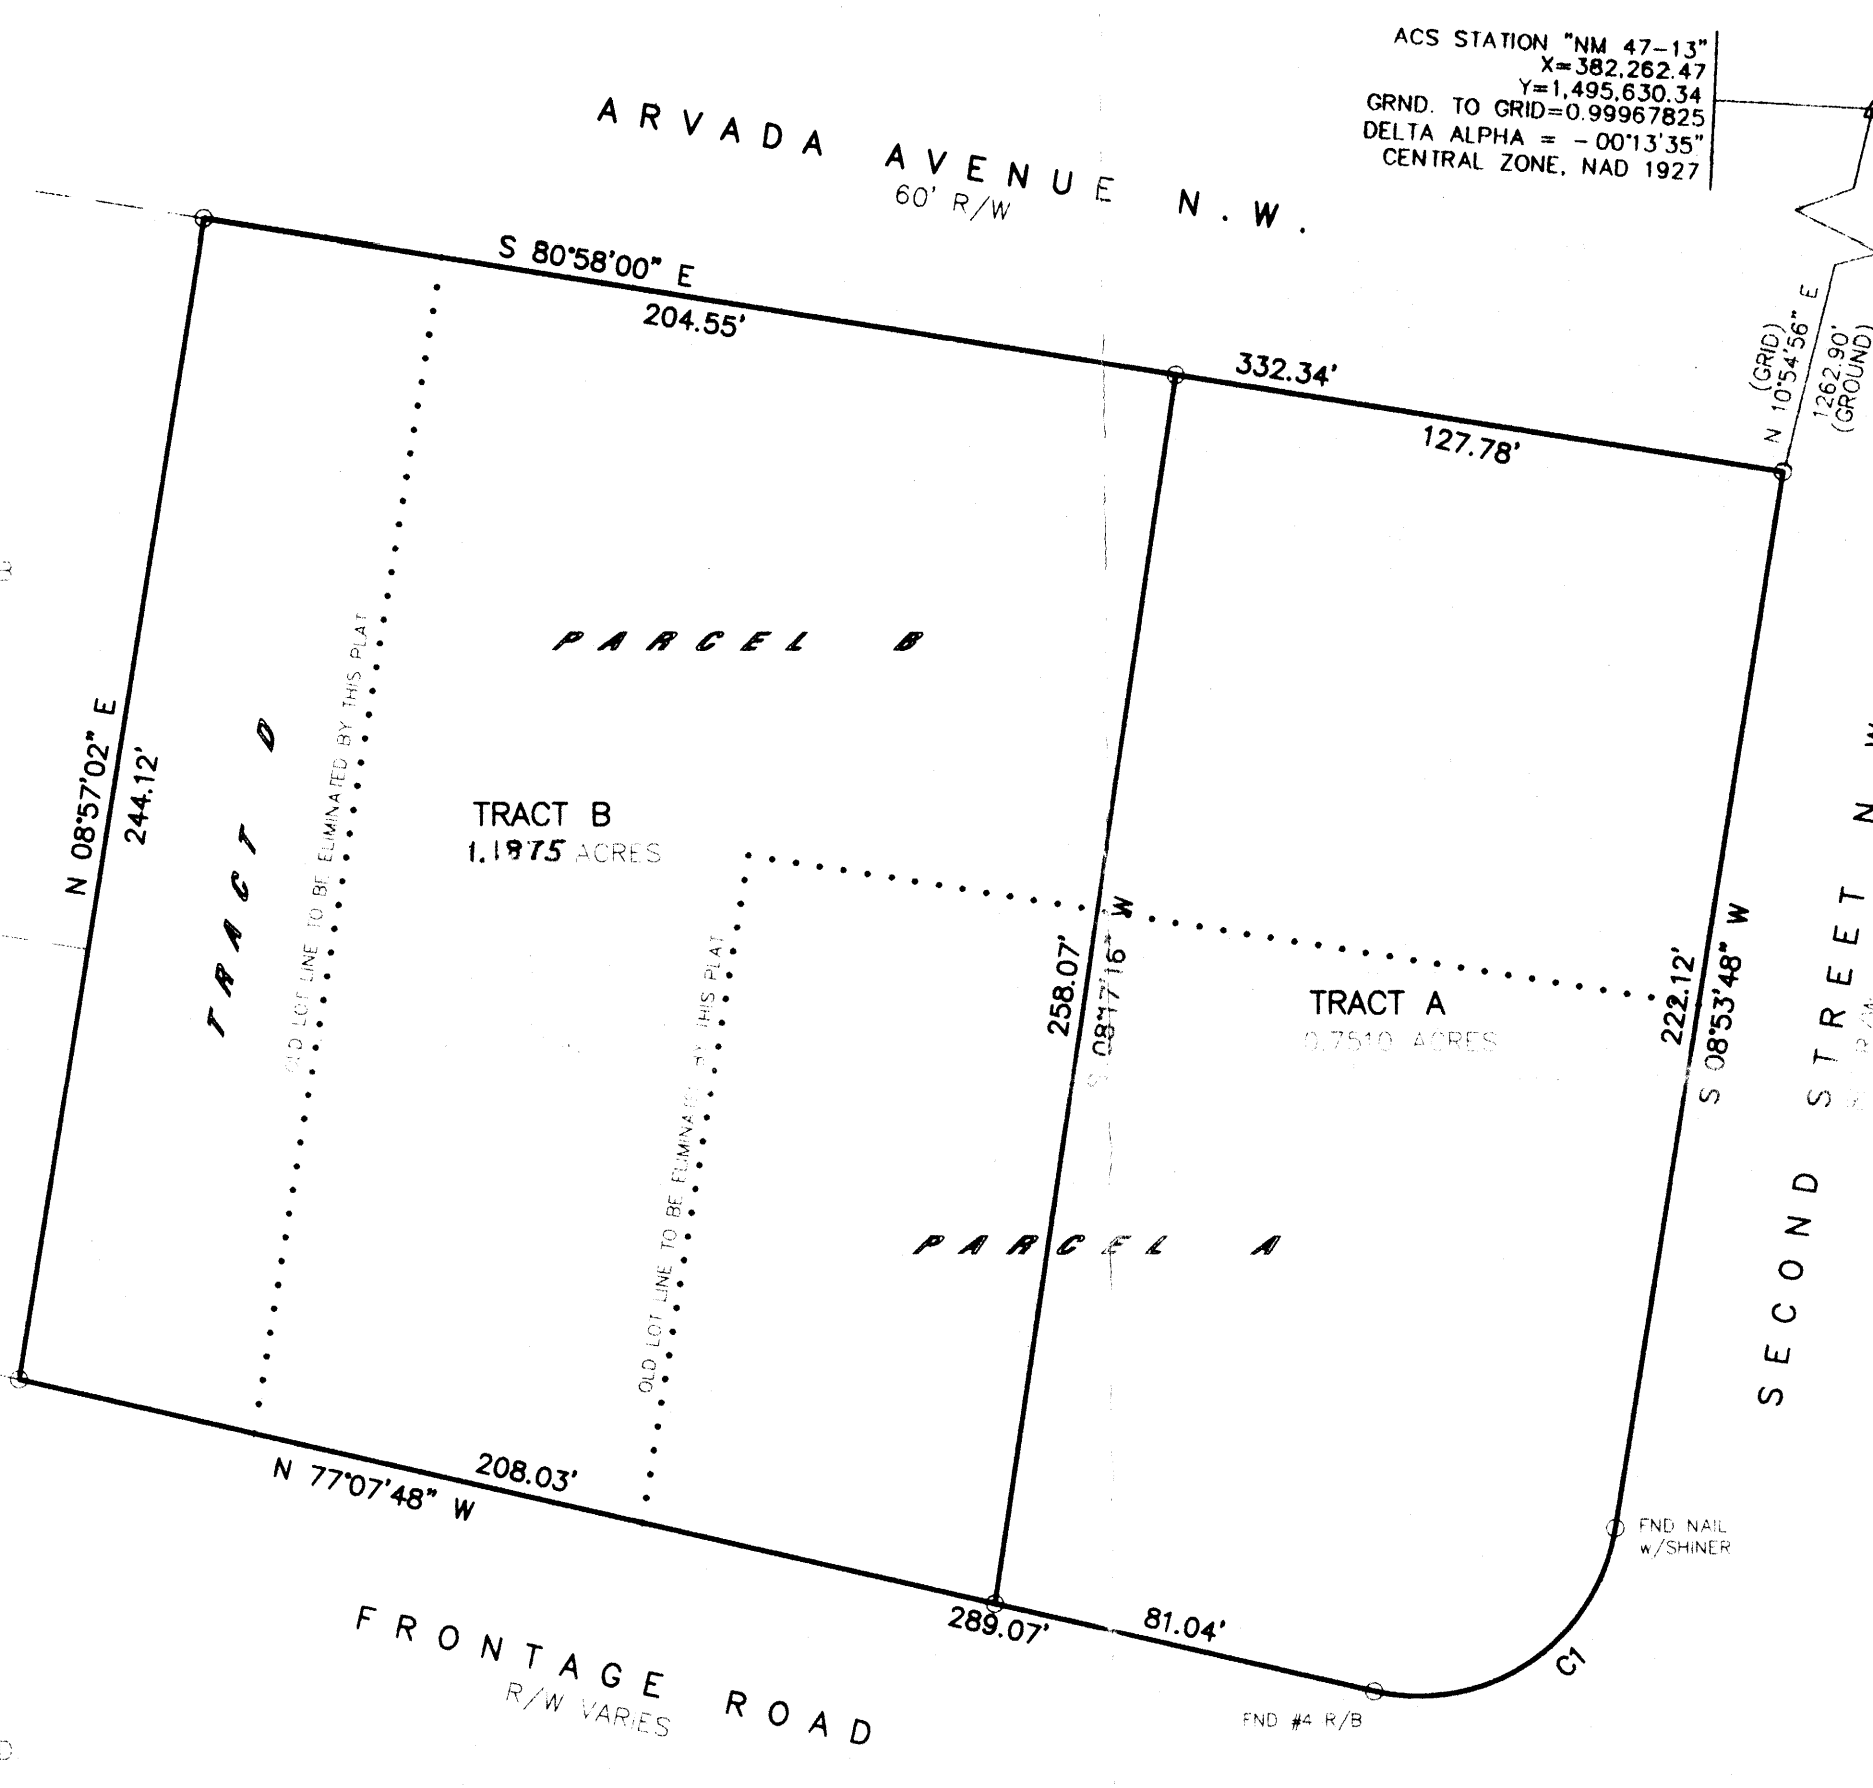 ACS STATION "NM 47-13"
X=382,262.47
Y=1,495,630.34
GRND. TO GRID=0.99967825
DELTA ALPHA = -00°13'35"
CENTRAL ZONE, NAD 1927
ARVADA AVENUE N.W.
60' R/W
S 80°58'00" E
204.55'
332.34'
127.78'
(GRID)
N 10°54'56" E
1262.90'
(GROUND)
PARCEL B
N 08°57'02" E
244.12'
TRACT D
OLD LOT LINE TO BE ELIMINATED BY THIS PLAT
TRACT B
1.1975 ACRES
OLD LOT LINE TO BE ELIMINATED BY THIS PLAT
258.07'
S 08°17'16" W
TRACT A
0.7510 ACRES
222.12'
S 08°53'48" W
SECOND STREET N W
R/W
PARCEL A
208.03'
N 77°07'48" W
289.07'
81.04'
C1
FND NAIL
w/SHINER
FND #4 R/B
FRONTAGE ROAD
R/W VARIES